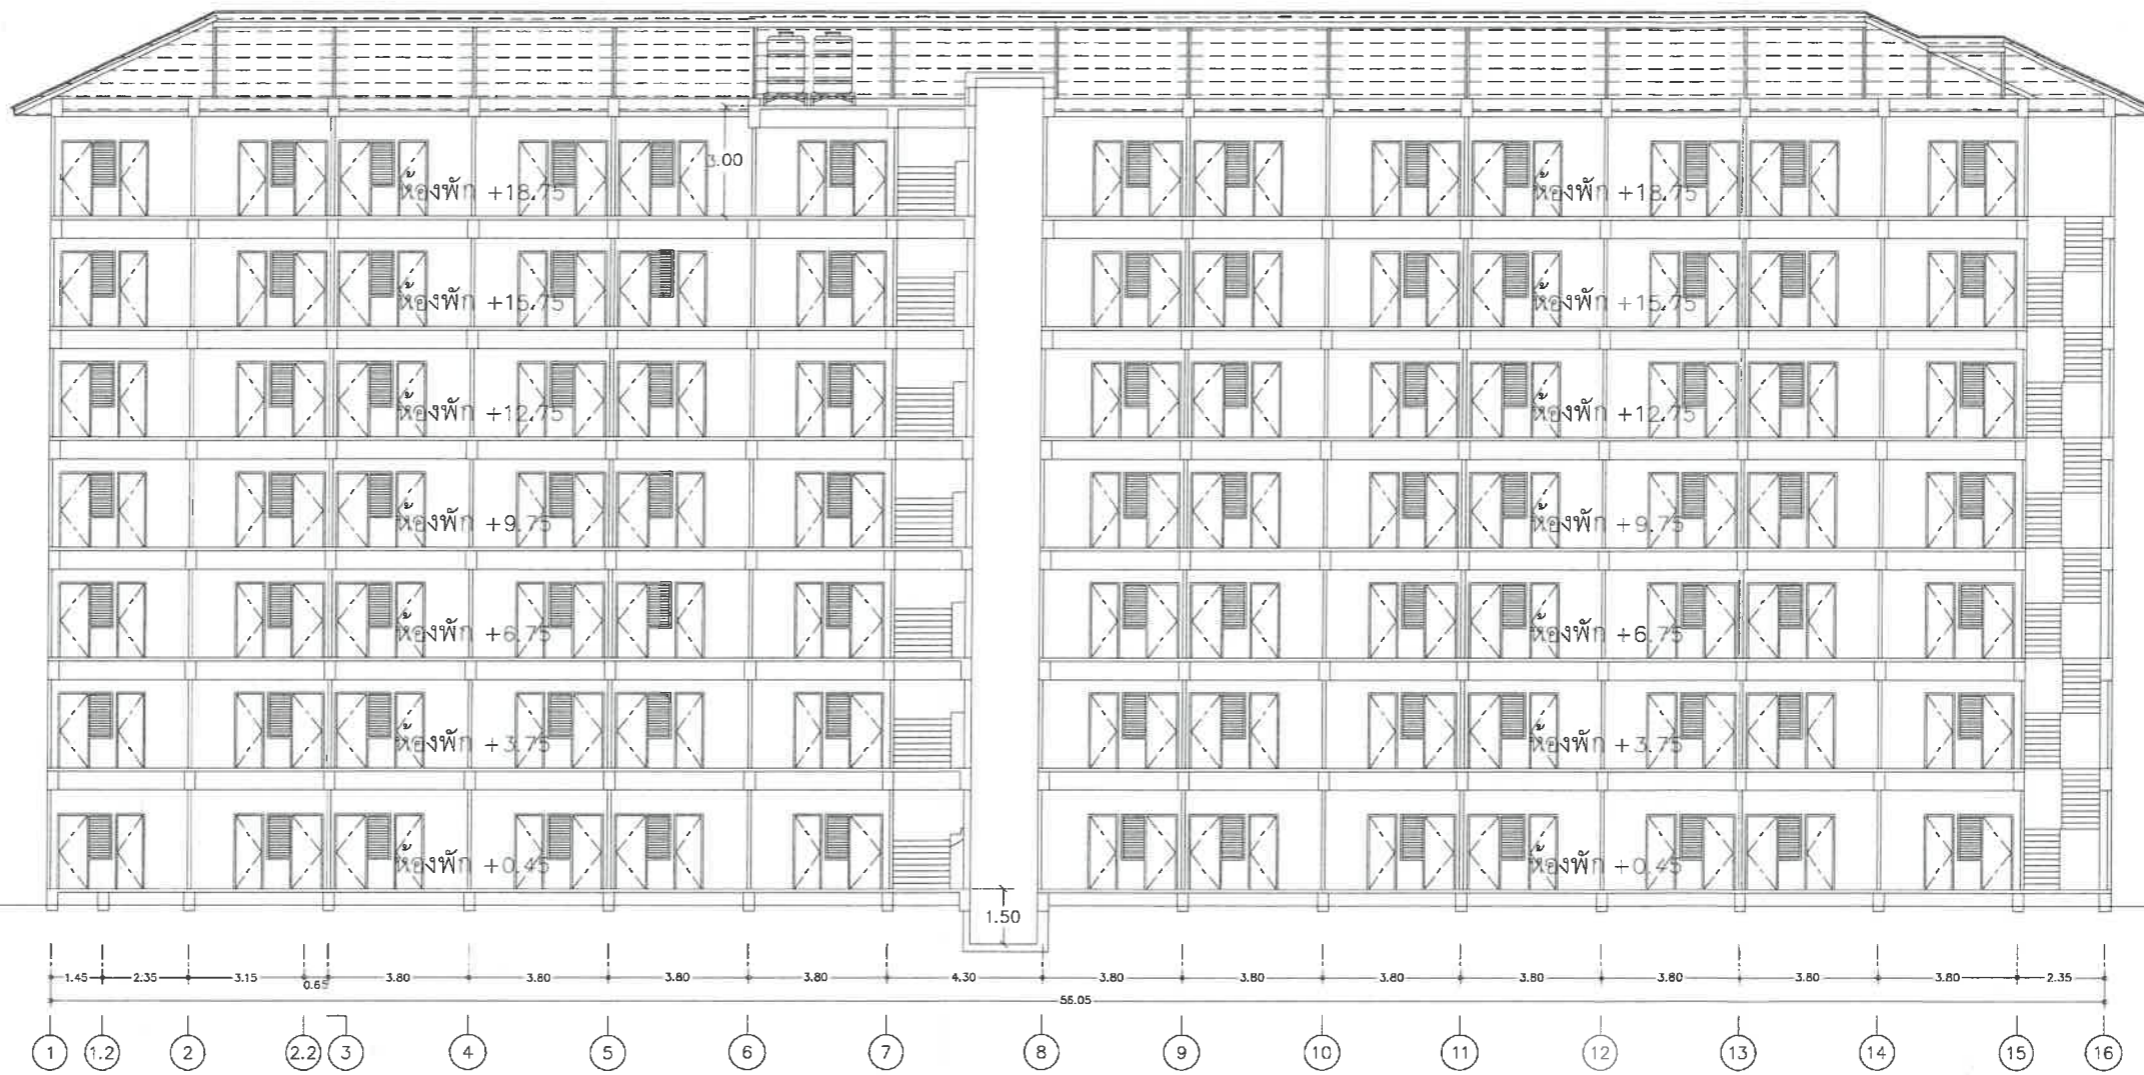 3.00
ห้องพัก +18.75 ห้องพัก +18.75
ห้องพัก +15.75 ห้องพัก +15.75
ห้องพัก +12.75 ห้องพัก +12.75
ห้องพัก +9.75 ห้องพัก +9.75
ห้องพัก +6.75 ห้องพัก +6.75
ห้องพัก +3.75 ห้องพัก +3.75
ห้องพัก +0.45 ห้องพัก +0.45
1.50
1.45 2.35 3.15 0.65 3.80 3.80 3.80 3.80 4.30 3.80 3.80 3.80 3.80 3.80 3.80 3.80 2.35
56.05
1 1.2 2 2.2 3 4 5 6 7 8 9 10 11 12 13 14 15 16